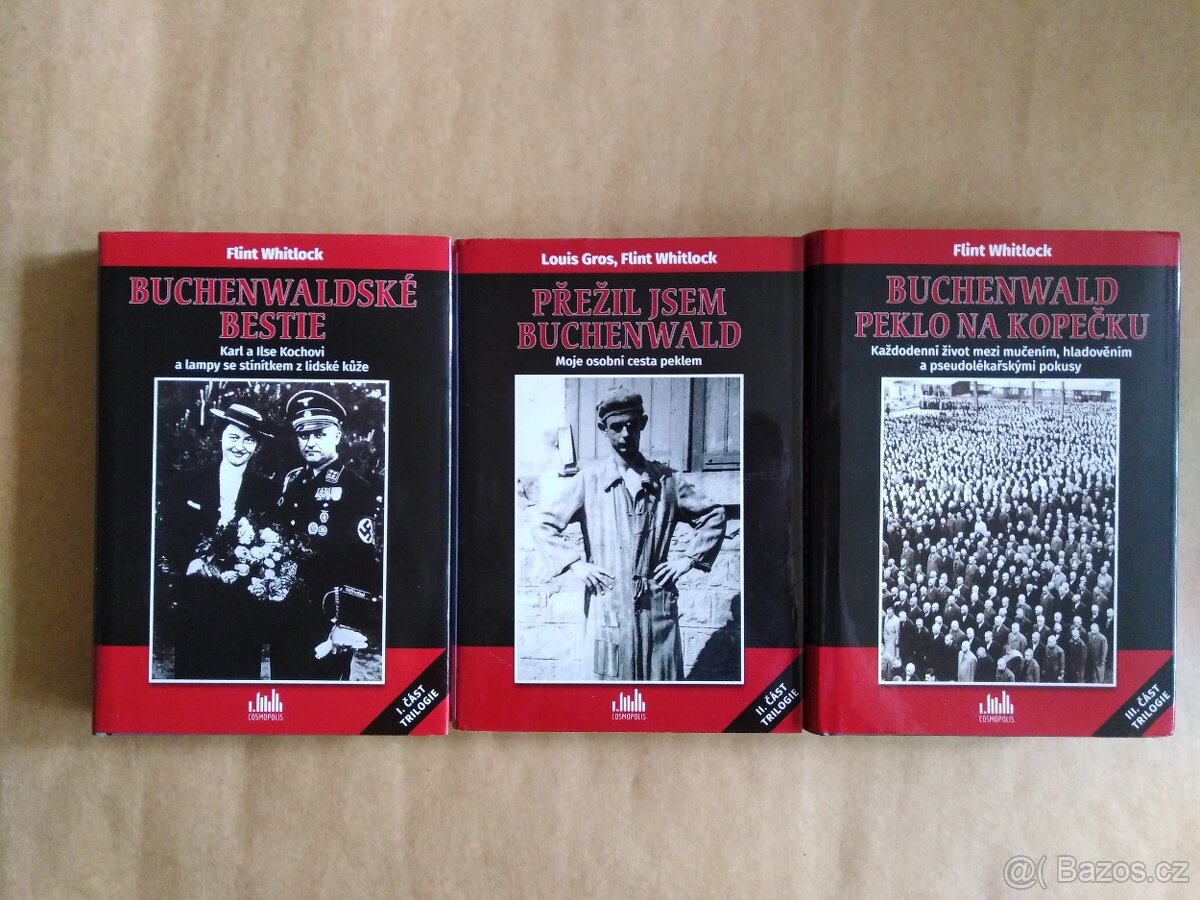 Flint Whitlock
BUCHENWALDSKÉ
BESTIE
Karl a Ilse Kochovi
a lampy se stínítkem z lidské kůže
COSMOPOLIS
I. ČÁST
TRILOGIE
Louis Gros, Flint Whitlock
PŘEŽIL JSEM
BUCHENWALD
Moje osobní cesta peklem
COSMOPOLIS
II. ČÁST
TRILOGIE
Flint Whitlock
BUCHENWALD
PEKLO NA KOPEČKU
Každodenní život mezi mučením, hladověním
a pseudolékařskými pokusy
COSMOPOLIS
III. ČÁST
TRILOGIE
@( Bazos.cz